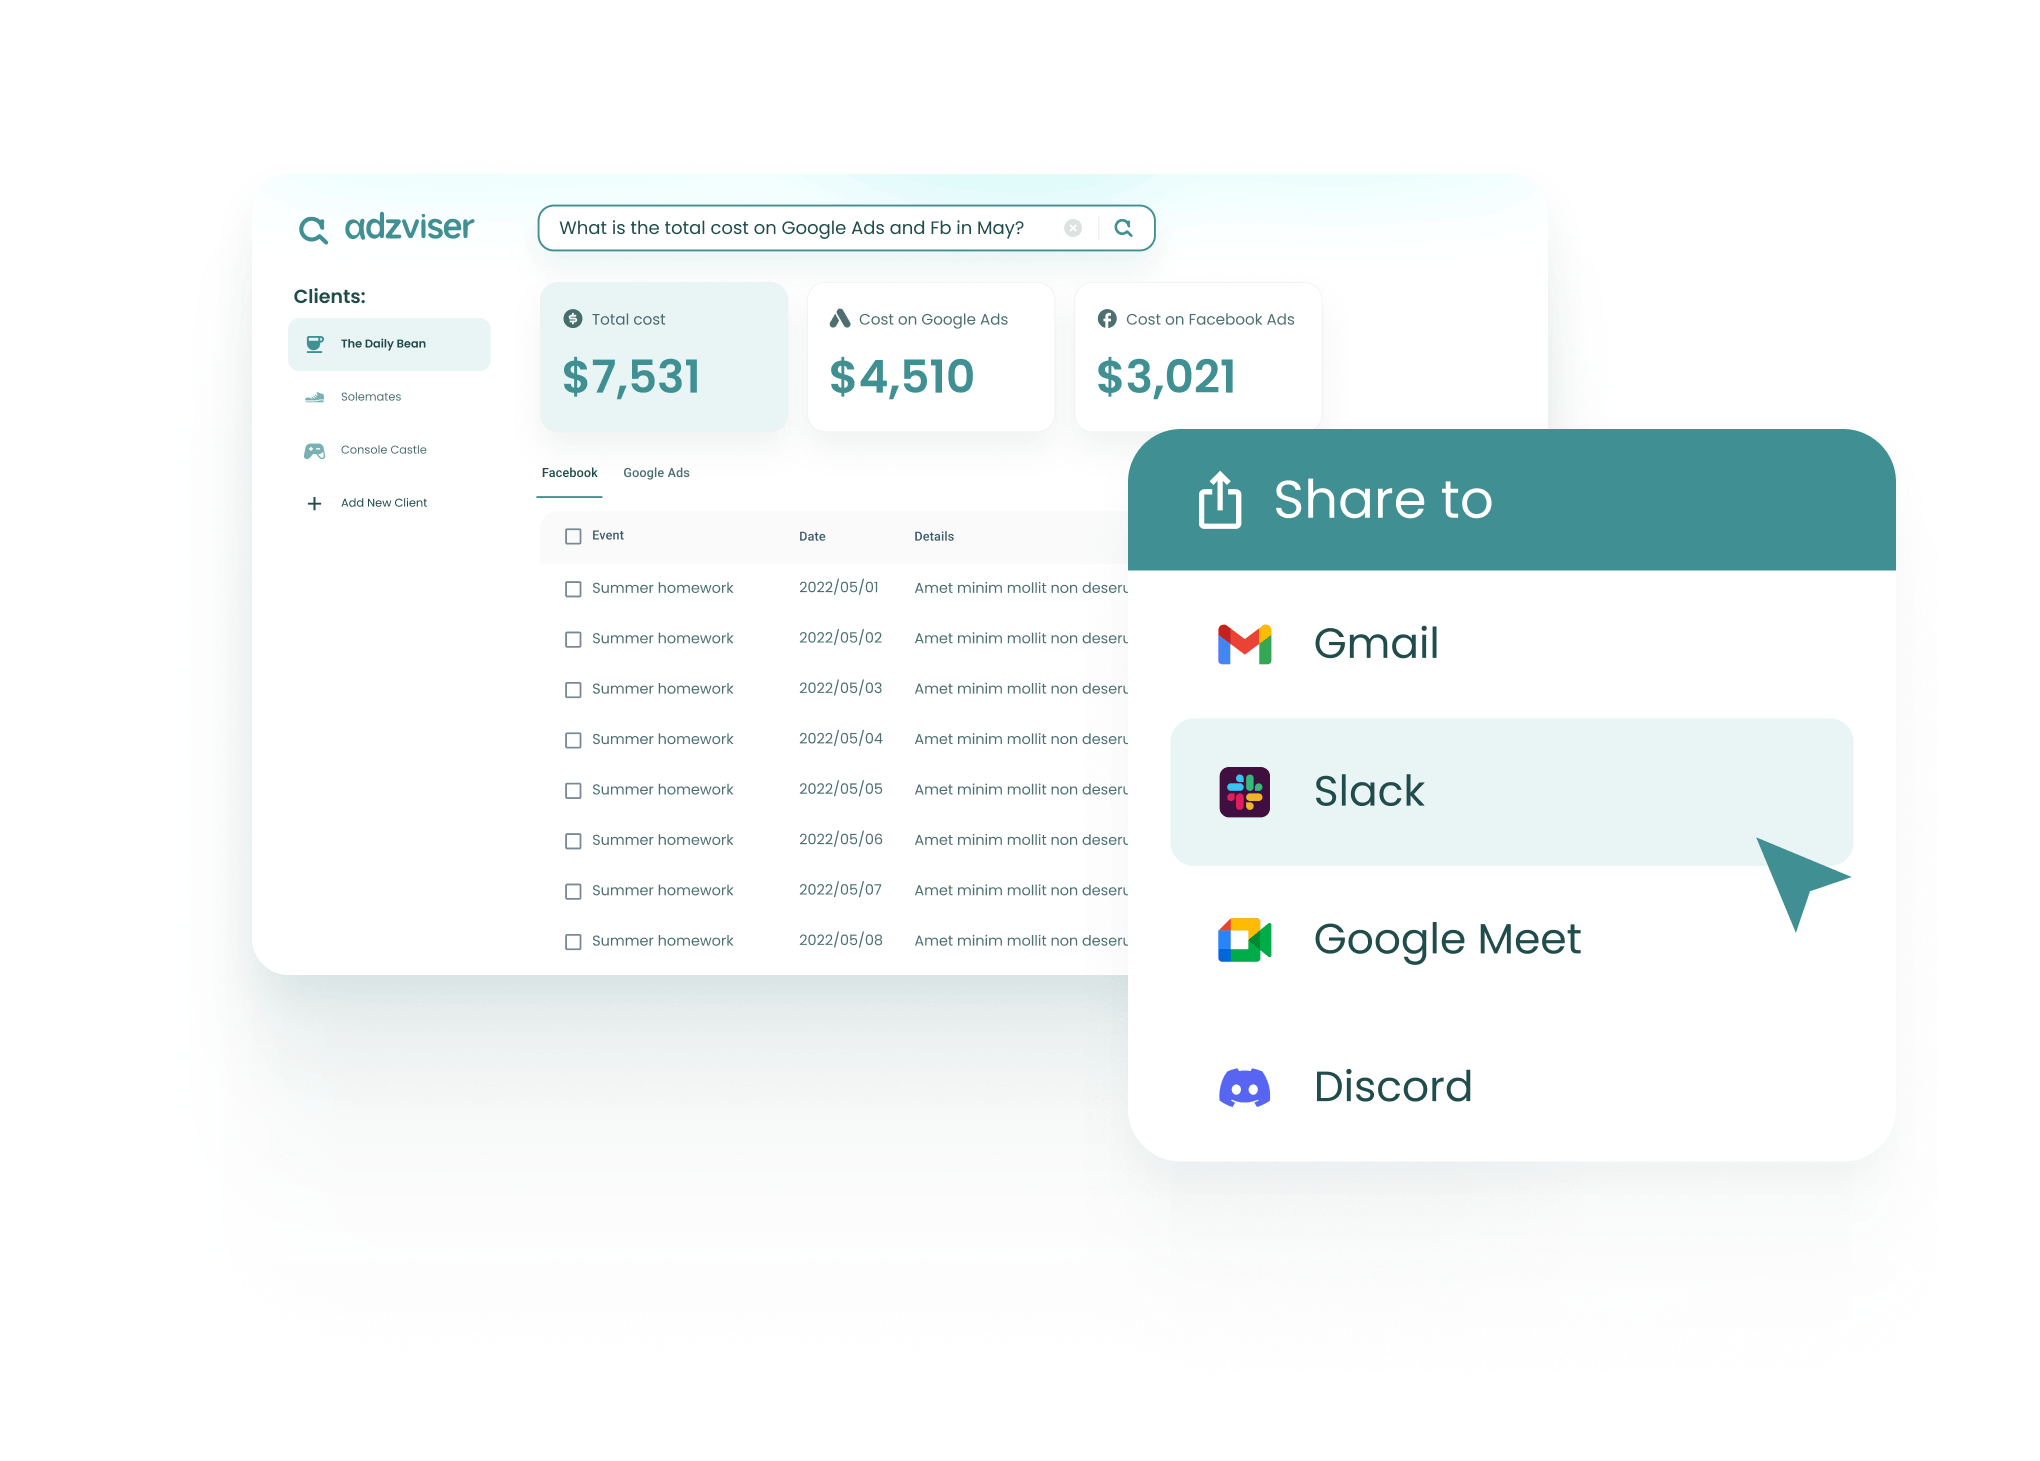 adzviser
What is the total cost on Google Ads and Fb in May?
Clients:
The Daily Bean
Solemates
Console Castle
Add New Client
Total cost
$7,531
Cost on Google Ads
$4,510
Cost on Facebook Ads
$3,021
Facebook Google Ads
Event Date Details
Summer homework 2022/05/01 Amet minim mollit non deseru
Summer homework 2022/05/02 Amet minim mollit non deseru
Summer homework 2022/05/03 Amet minim mollit non deseru
Summer homework 2022/05/04 Amet minim mollit non deseru
Summer homework 2022/05/05 Amet minim mollit non deseru
Summer homework 2022/05/06 Amet minim mollit non deseru
Summer homework 2022/05/07 Amet minim mollit non deseru
Summer homework 2022/05/08 Amet minim mollit non deseru
Share to
Gmail
Slack
Google Meet
Discord